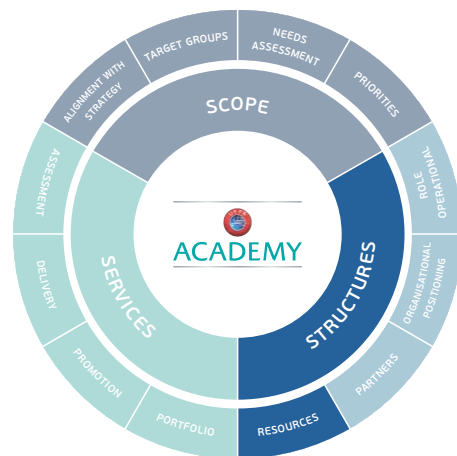 ALIGNMENT WITH
STRATEGY
TARGET GROUPS
NEEDS
ASSESSMENT
PRIORITIES
ROLE
OPERATIONAL
ORGANISATIONAL
POSITIONING
PARTNERS
RESOURCES
PORTFOLIO
PROMOTION
DELIVERY
ASSESSMENT
SCOPE
STRUCTURES
SERVICES
UEFA
ACADEMY